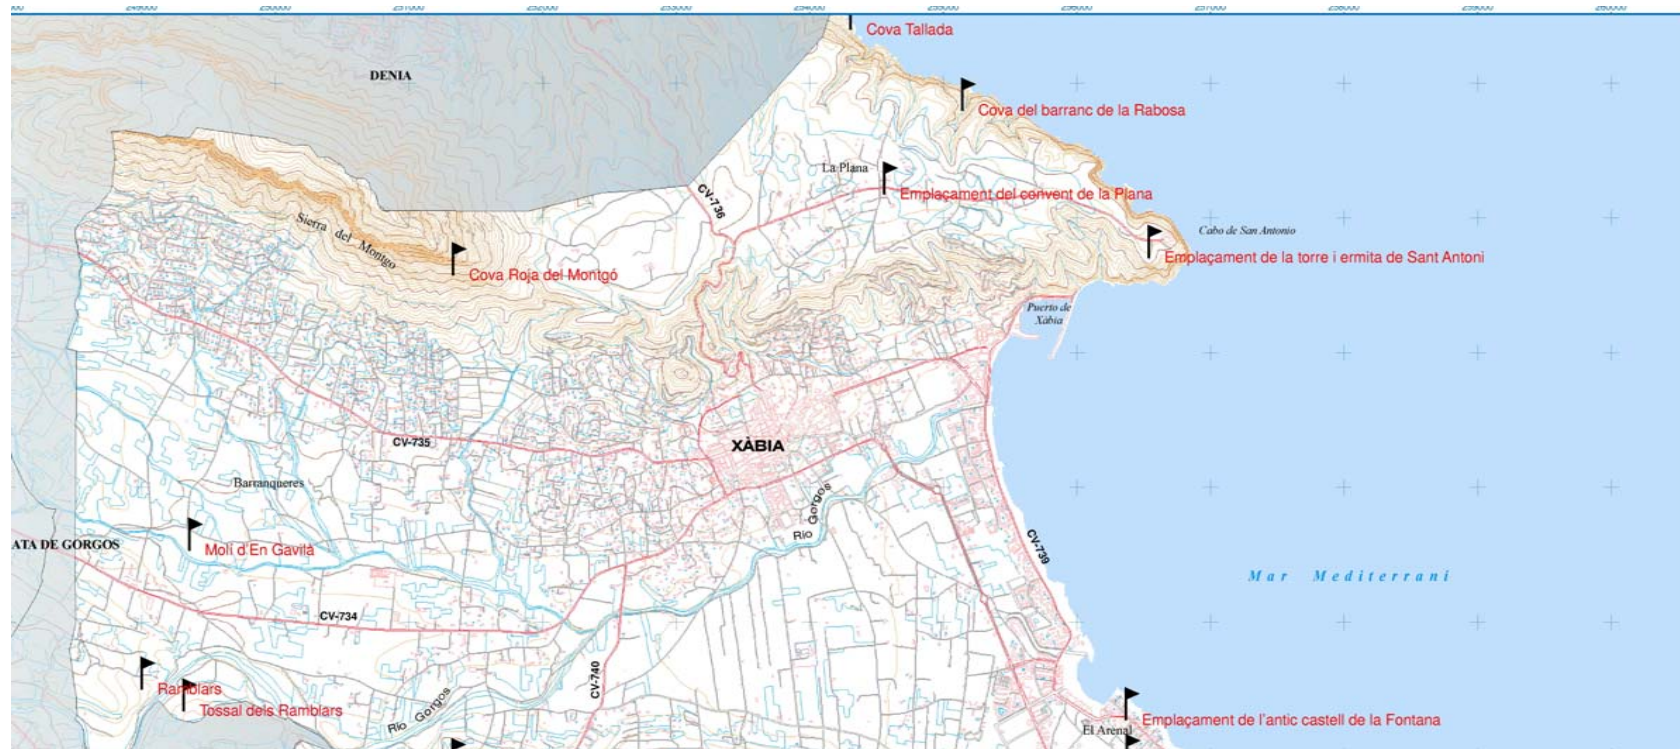 Cova Tallada
DENIA
Cova del barranc de la Rabosa
La Plana
Emplaçament del convent de la Plana
CV-736
Sierra del Montgo
Cabo de San Antonio
Emplaçament de la torre i ermita de Sant Antoni
Cova Roja del Montgó
Puerto de
Xàbia
CV-735
XÀBIA
Barranqueres
Rio Gorgos
ATA DE GORGOS
Molí d'En Gavilà
CV-739
Mar Mediterrani
CV-734
CV-740
Ramblars
Tossal dels Ramblars
Rio Gorgos
Emplaçament de l'antic castell de la Fontana
El Arenal